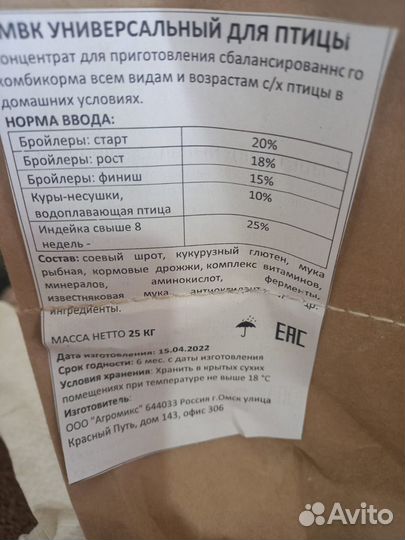 МВК УНИВЕРСАЛЬНЫЙ ДЛЯ ПТИЦЫ
онцентрат для приготовления сбалансированнс го
комбикорма всем видам и возрастам с/х птицы в
домашних условиях.
НОРМА ВВОДА:
Бройлеры: старт 20%
Бройлеры: рост 18%
Бройлеры: финиш 15%
Куры-несушки, водоплавающая птица 10%
Индейка свыше 8 недель - 25%
Состав: соевый шрот, кукурузный глютен, мука
рыбная, кормовые дрожжи, комплекс витаминов,
минералов, аминокислот, ферменты,
известняковая мука, антиоксидант
ингредиенты.
МАССА НЕТТО 25 КГ
EAC
Дата изготовления: 15.04.2022
Срок годности: 6 мес. с даты изготовления
Условия хранения: Хранить в крытых сухих
помещениях при температуре не выше 18 °С
Изготовитель:
ООО "Агромикс" 644033 Россия г.Омск улица
Красный Путь, дом 143, офис 306
Avito